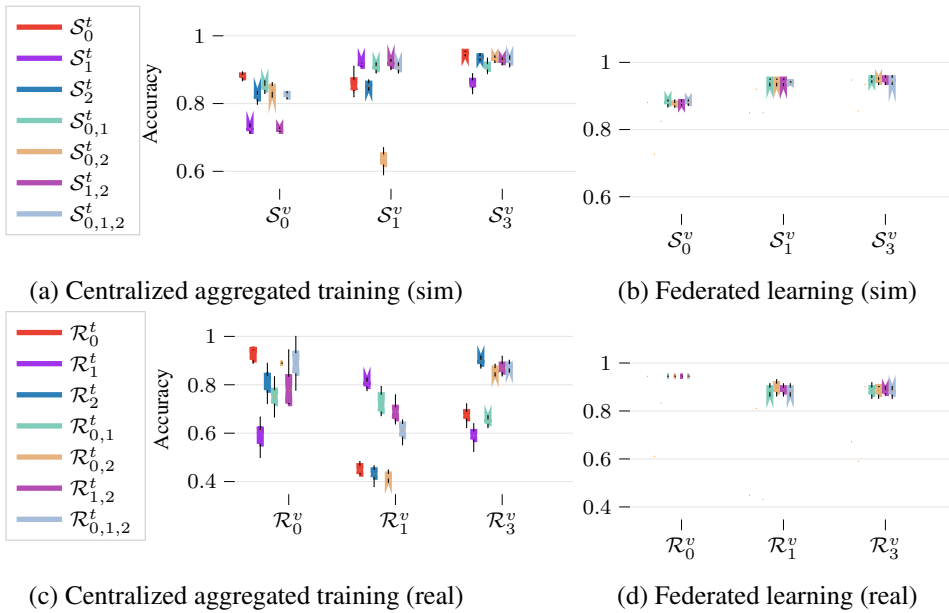 S_0^t
S_1^t
S_2^t
S_{0,1}^t
S_{0,2}^t
S_{1,2}^t
S_{0,1,2}^t
Accuracy
1
0.8
0.6
S_0^v S_1^v S_3^v
(a) Centralized aggregated training (sim)
1
0.8
0.6
S_0^v S_1^v S_3^v
(b) Federated learning (sim)
R_0^t
R_1^t
R_2^t
R_{0,1}^t
R_{0,2}^t
R_{1,2}^t
R_{0,1,2}^t
Accuracy
1
0.8
0.6
0.4
R_0^v R_1^v R_3^v
(c) Centralized aggregated training (real)
1
0.8
0.6
0.4
R_0^v R_1^v R_3^v
(d) Federated learning (real)